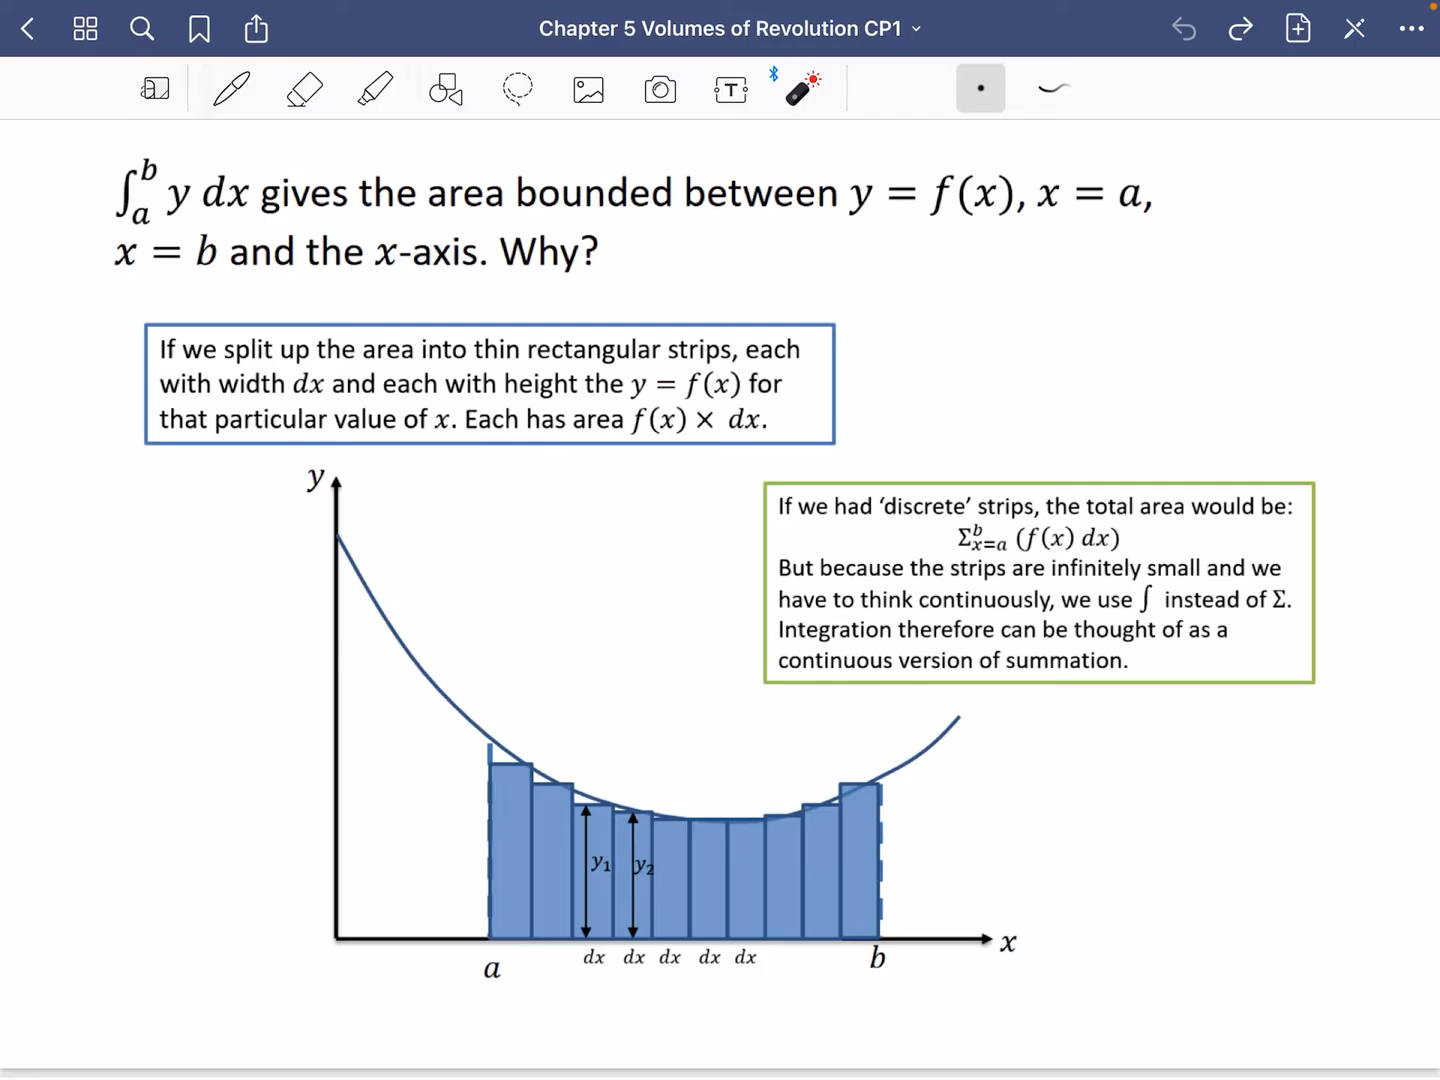 Chapter 5 Volumes of Revolution CP1
T
∫ₐᵇ y dx gives the area bounded between y = f(x), x = a,
x = b and the x-axis. Why?
If we split up the area into thin rectangular strips, each
with width dx and each with height the y = f(x) for
that particular value of x. Each has area f(x) × dx.
y
If we had ‘discrete’ strips, the total area would be:
Σᵇₓ₌ₐ (f(x) dx)
But because the strips are infinitely small and we
have to think continuously, we use ∫ instead of Σ.
Integration therefore can be thought of as a
continuous version of summation.
y₁ y₂
x
dx dx dx dx dx
a b